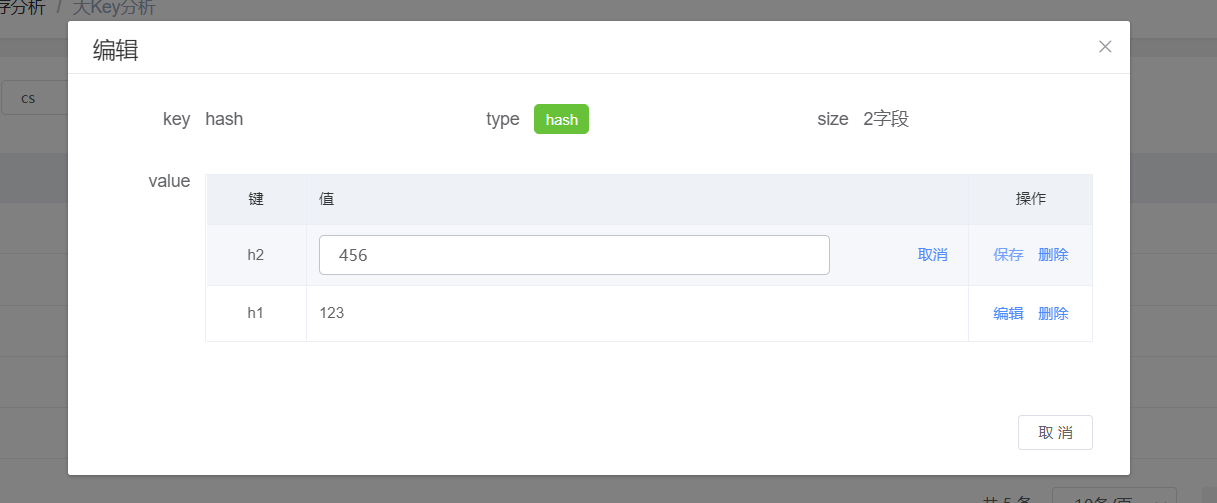 存分析 / 大Key分析
编辑
cs
key hash type hash size 2字段
value
键 值 操作
h2 456 取消 保存 删除
h1 123 编辑 删除
取 消
共 5 条 10条/页